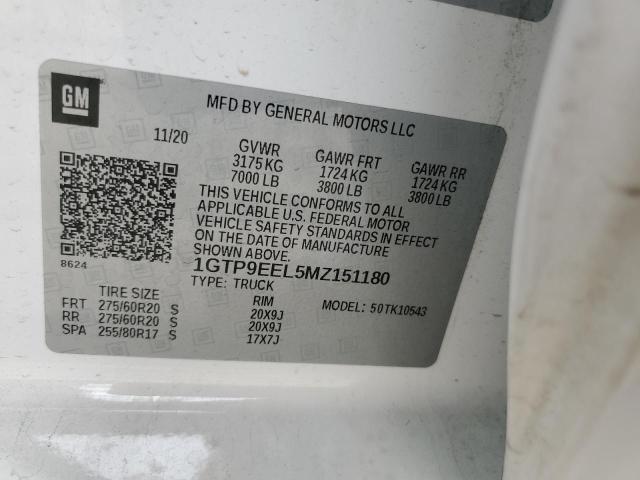 GM
MFD BY GENERAL MOTORS LLC
11/20
GVWR GAWR FRT GAWR RR
3175 KG 1724 KG 1724 KG
7000 LB 3800 LB 3800 LB
THIS VEHICLE CONFORMS TO ALL
APPLICABLE U.S. FEDERAL MOTOR
VEHICLE SAFETY STANDARDS IN EFFECT
ON THE DATE OF MANUFACTURE
SHOWN ABOVE.
8624
1GTP9EEL5MZ151180
TYPE: TRUCK
TIRE SIZE RIM MODEL: 50TK10543
FRT 275/60R20 S 20X9J
RR 275/60R20 S 20X9J
SPA 255/80R17 S 17X7J